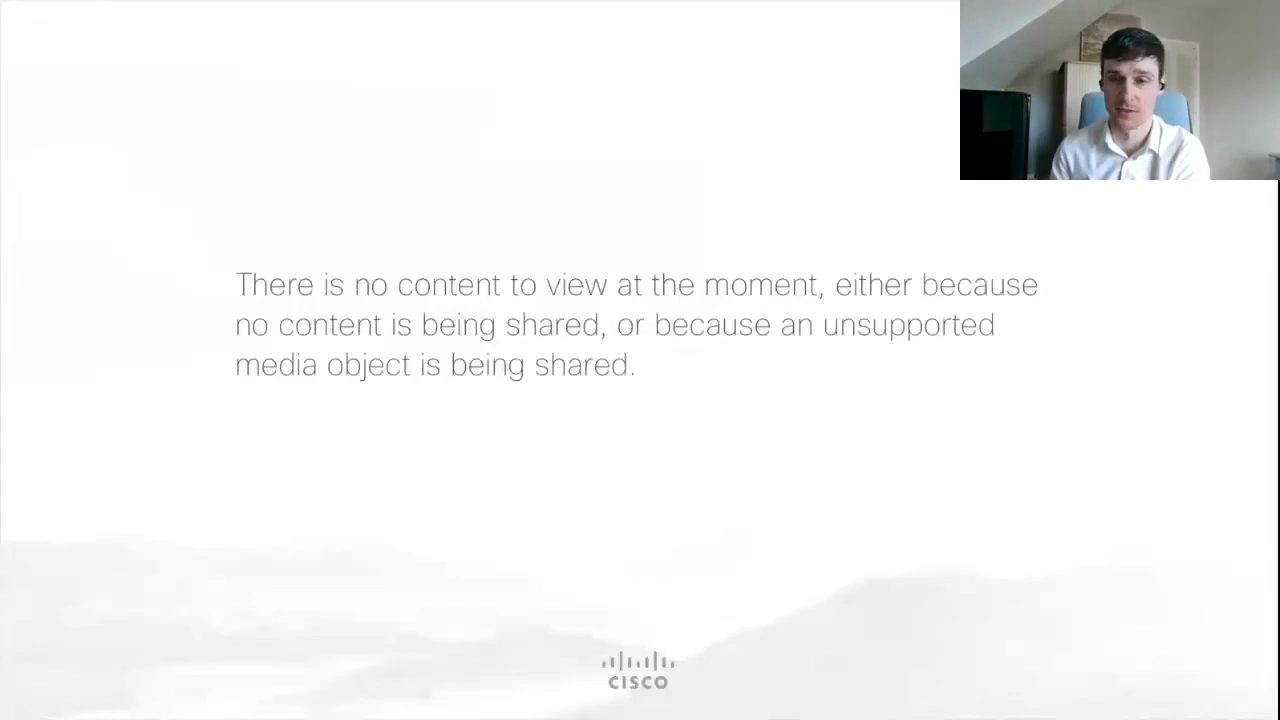 There is no content to view at the moment, either because
no content is being shared, or because an unsupported
media object is being shared.
CISCO